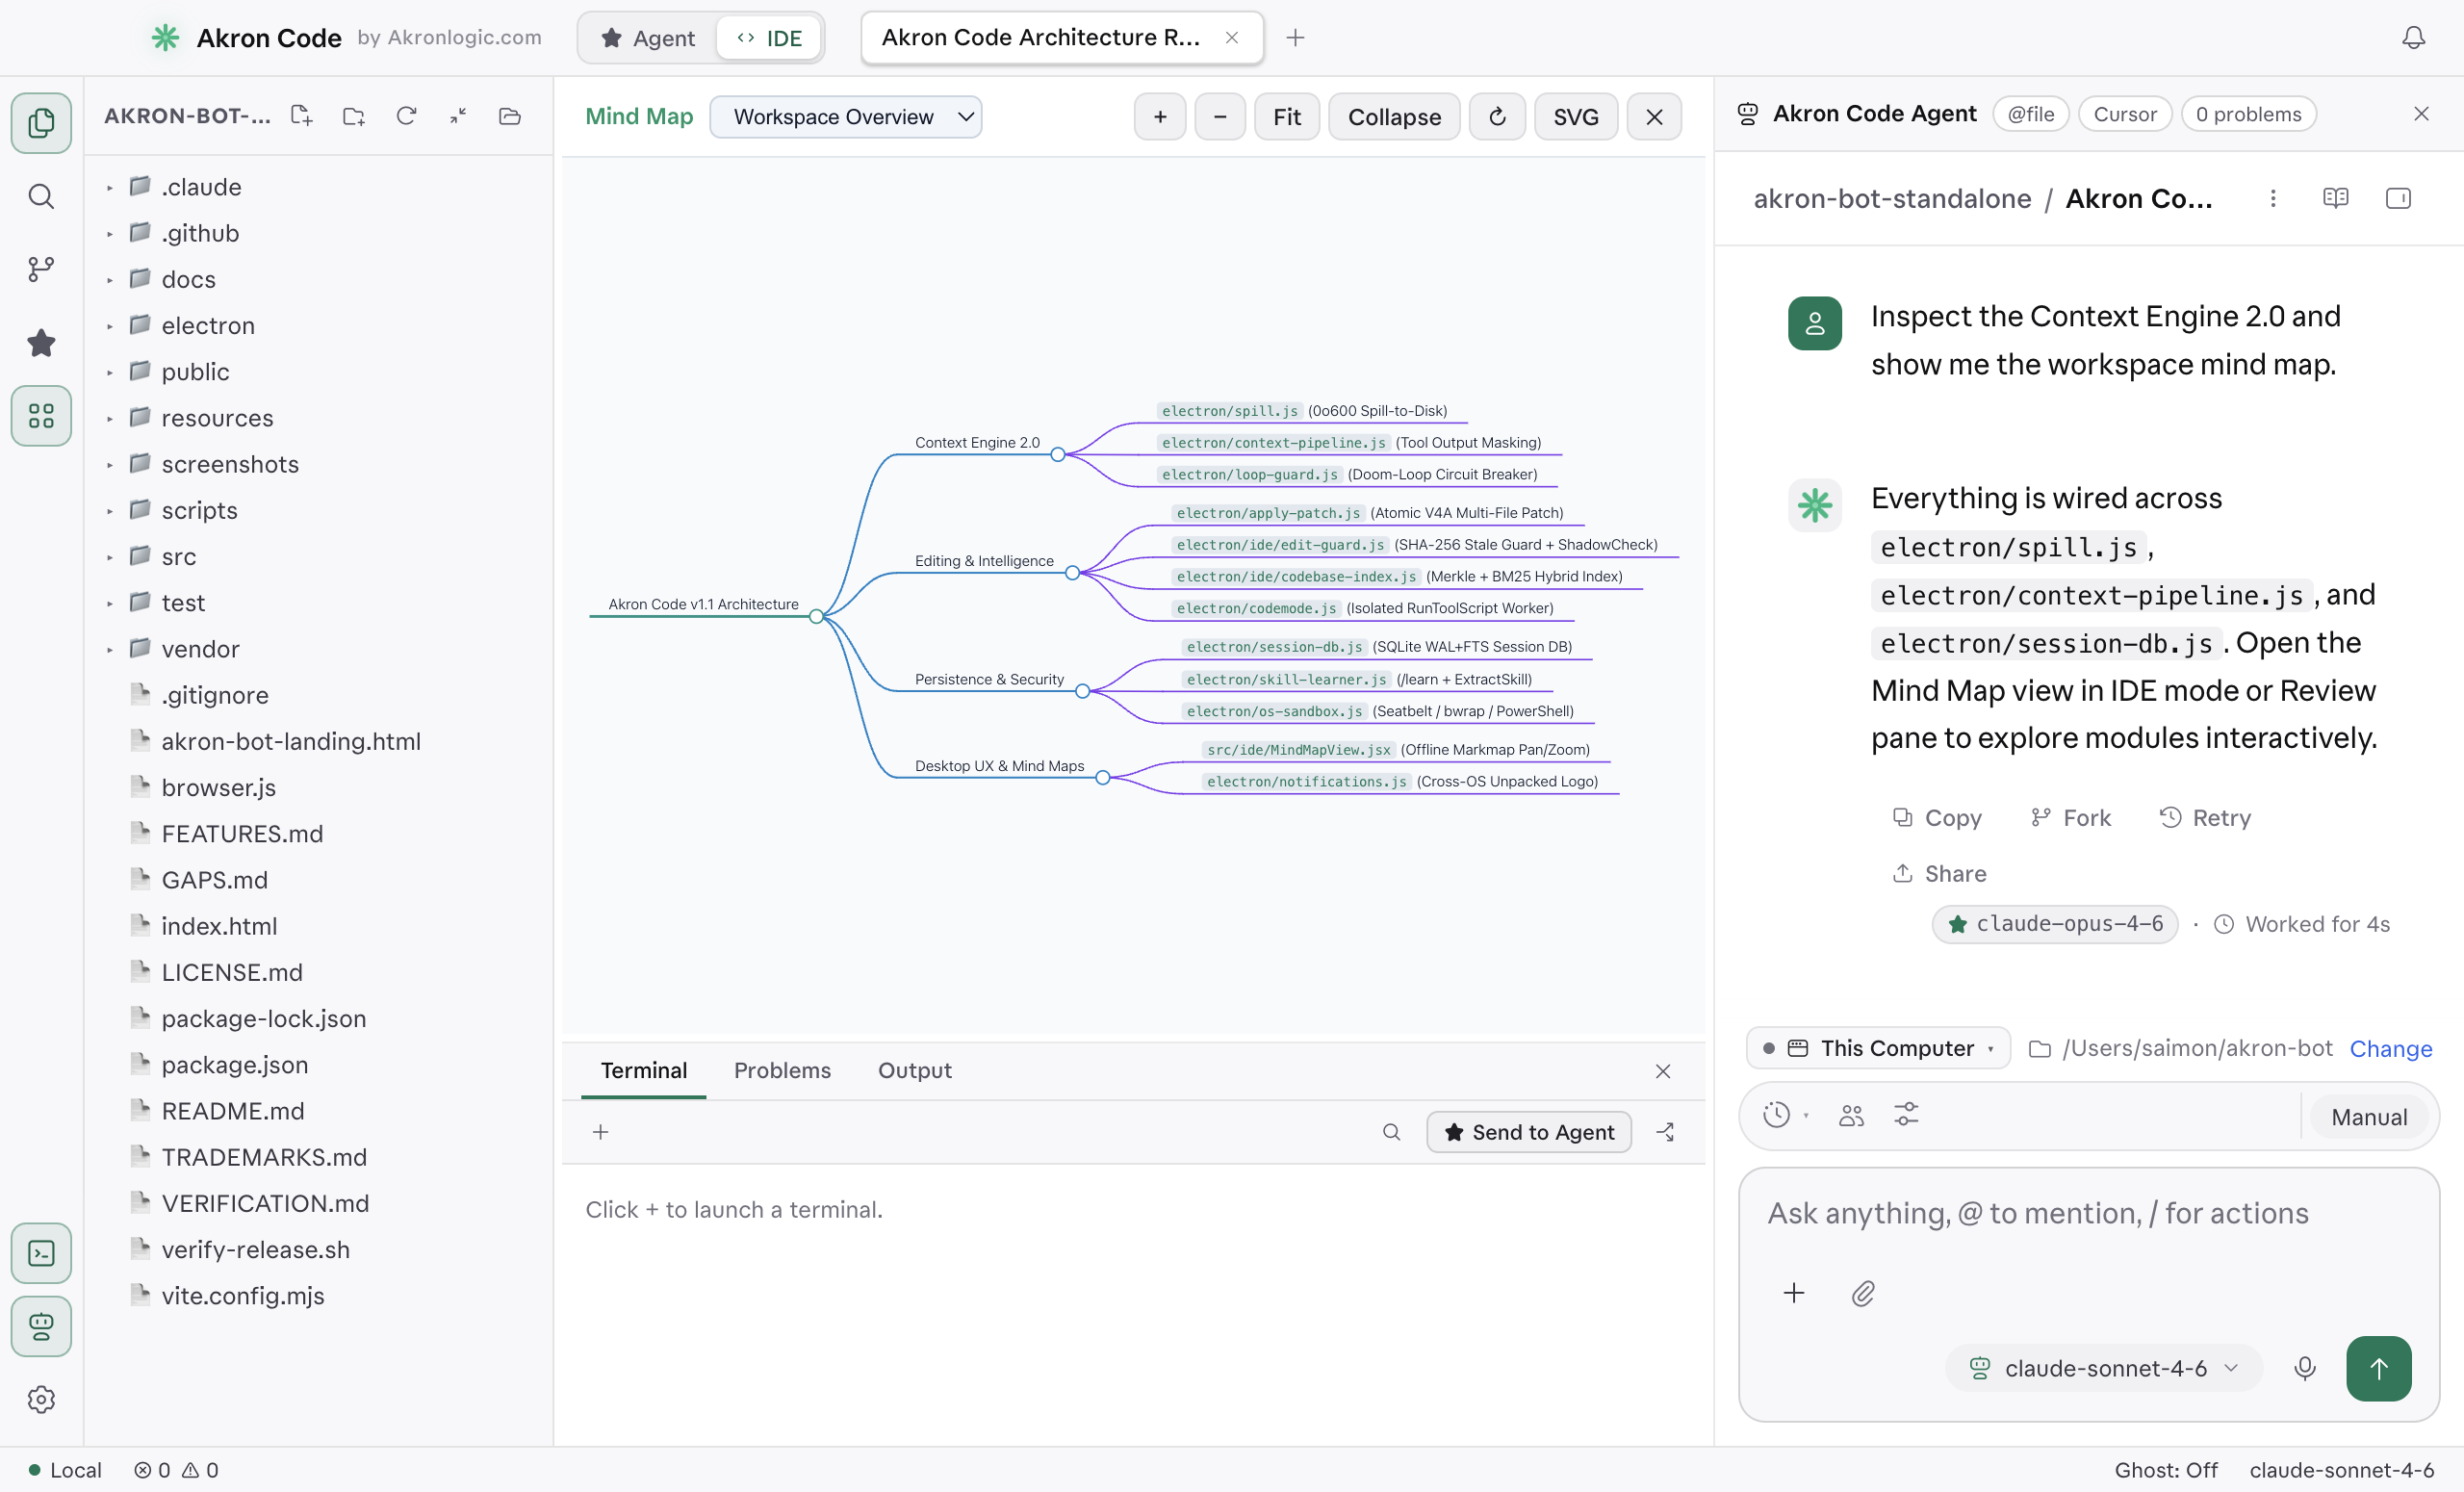 Akron Code by Akronlogic.com
Agent
IDE
Akron Code Architecture R...
AKRON-BOT-...
.claude
.github
docs
electron
public
resources
screenshots
scripts
src
test
vendor
.gitignore
akron-bot-landing.html
browser.js
FEATURES.md
GAPS.md
index.html
LICENSE.md
package-lock.json
package.json
README.md
TRADEMARKS.md
VERIFICATION.md
verify-release.sh
vite.config.mjs
Mind Map
Workspace Overview
+
−
Fit
Collapse
SVG
Akron Code v1.1 Architecture
Context Engine 2.0
electron/spill.js (0o600 Spill-to-Disk)
electron/context-pipeline.js (Tool Output Masking)
electron/loop-guard.js (Doom-Loop Circuit Breaker)
Editing & Intelligence
electron/apply-patch.js (Atomic V4A Multi-File Patch)
electron/ide/edit-guard.js (SHA-256 Stale Guard + ShadowCheck)
electron/ide/codebase-index.js (Merkle + BM25 Hybrid Index)
electron/codemode.js (Isolated RunToolScript Worker)
Persistence & Security
electron/session-db.js (SQLite WAL+FTS Session DB)
electron/skill-learner.js (/learn + ExtractSkill)
electron/os-sandbox.js (Seatbelt / bwrap / PowerShell)
Desktop UX & Mind Maps
src/ide/MindMapView.jsx (Offline Markmap Pan/Zoom)
electron/notifications.js (Cross-OS Unpacked Logo)
Terminal
Problems
Output
Send to Agent
Click + to launch a terminal.
Akron Code Agent
@file
Cursor
0 problems
akron-bot-standalone / Akron Co...
Inspect the Context Engine 2.0 and
show me the workspace mind map.
Everything is wired across
electron/spill.js,
electron/context-pipeline.js, and
electron/session-db.js. Open the
Mind Map view in IDE mode or Review
pane to explore modules interactively.
Copy
Fork
Retry
Share
claude-opus-4-6 · Worked for 4s
This Computer
/Users/saimon/akron-bot
Change
Manual
Ask anything, @ to mention, / for actions
claude-sonnet-4-6
Local
0
0
Ghost: Off
claude-sonnet-4-6